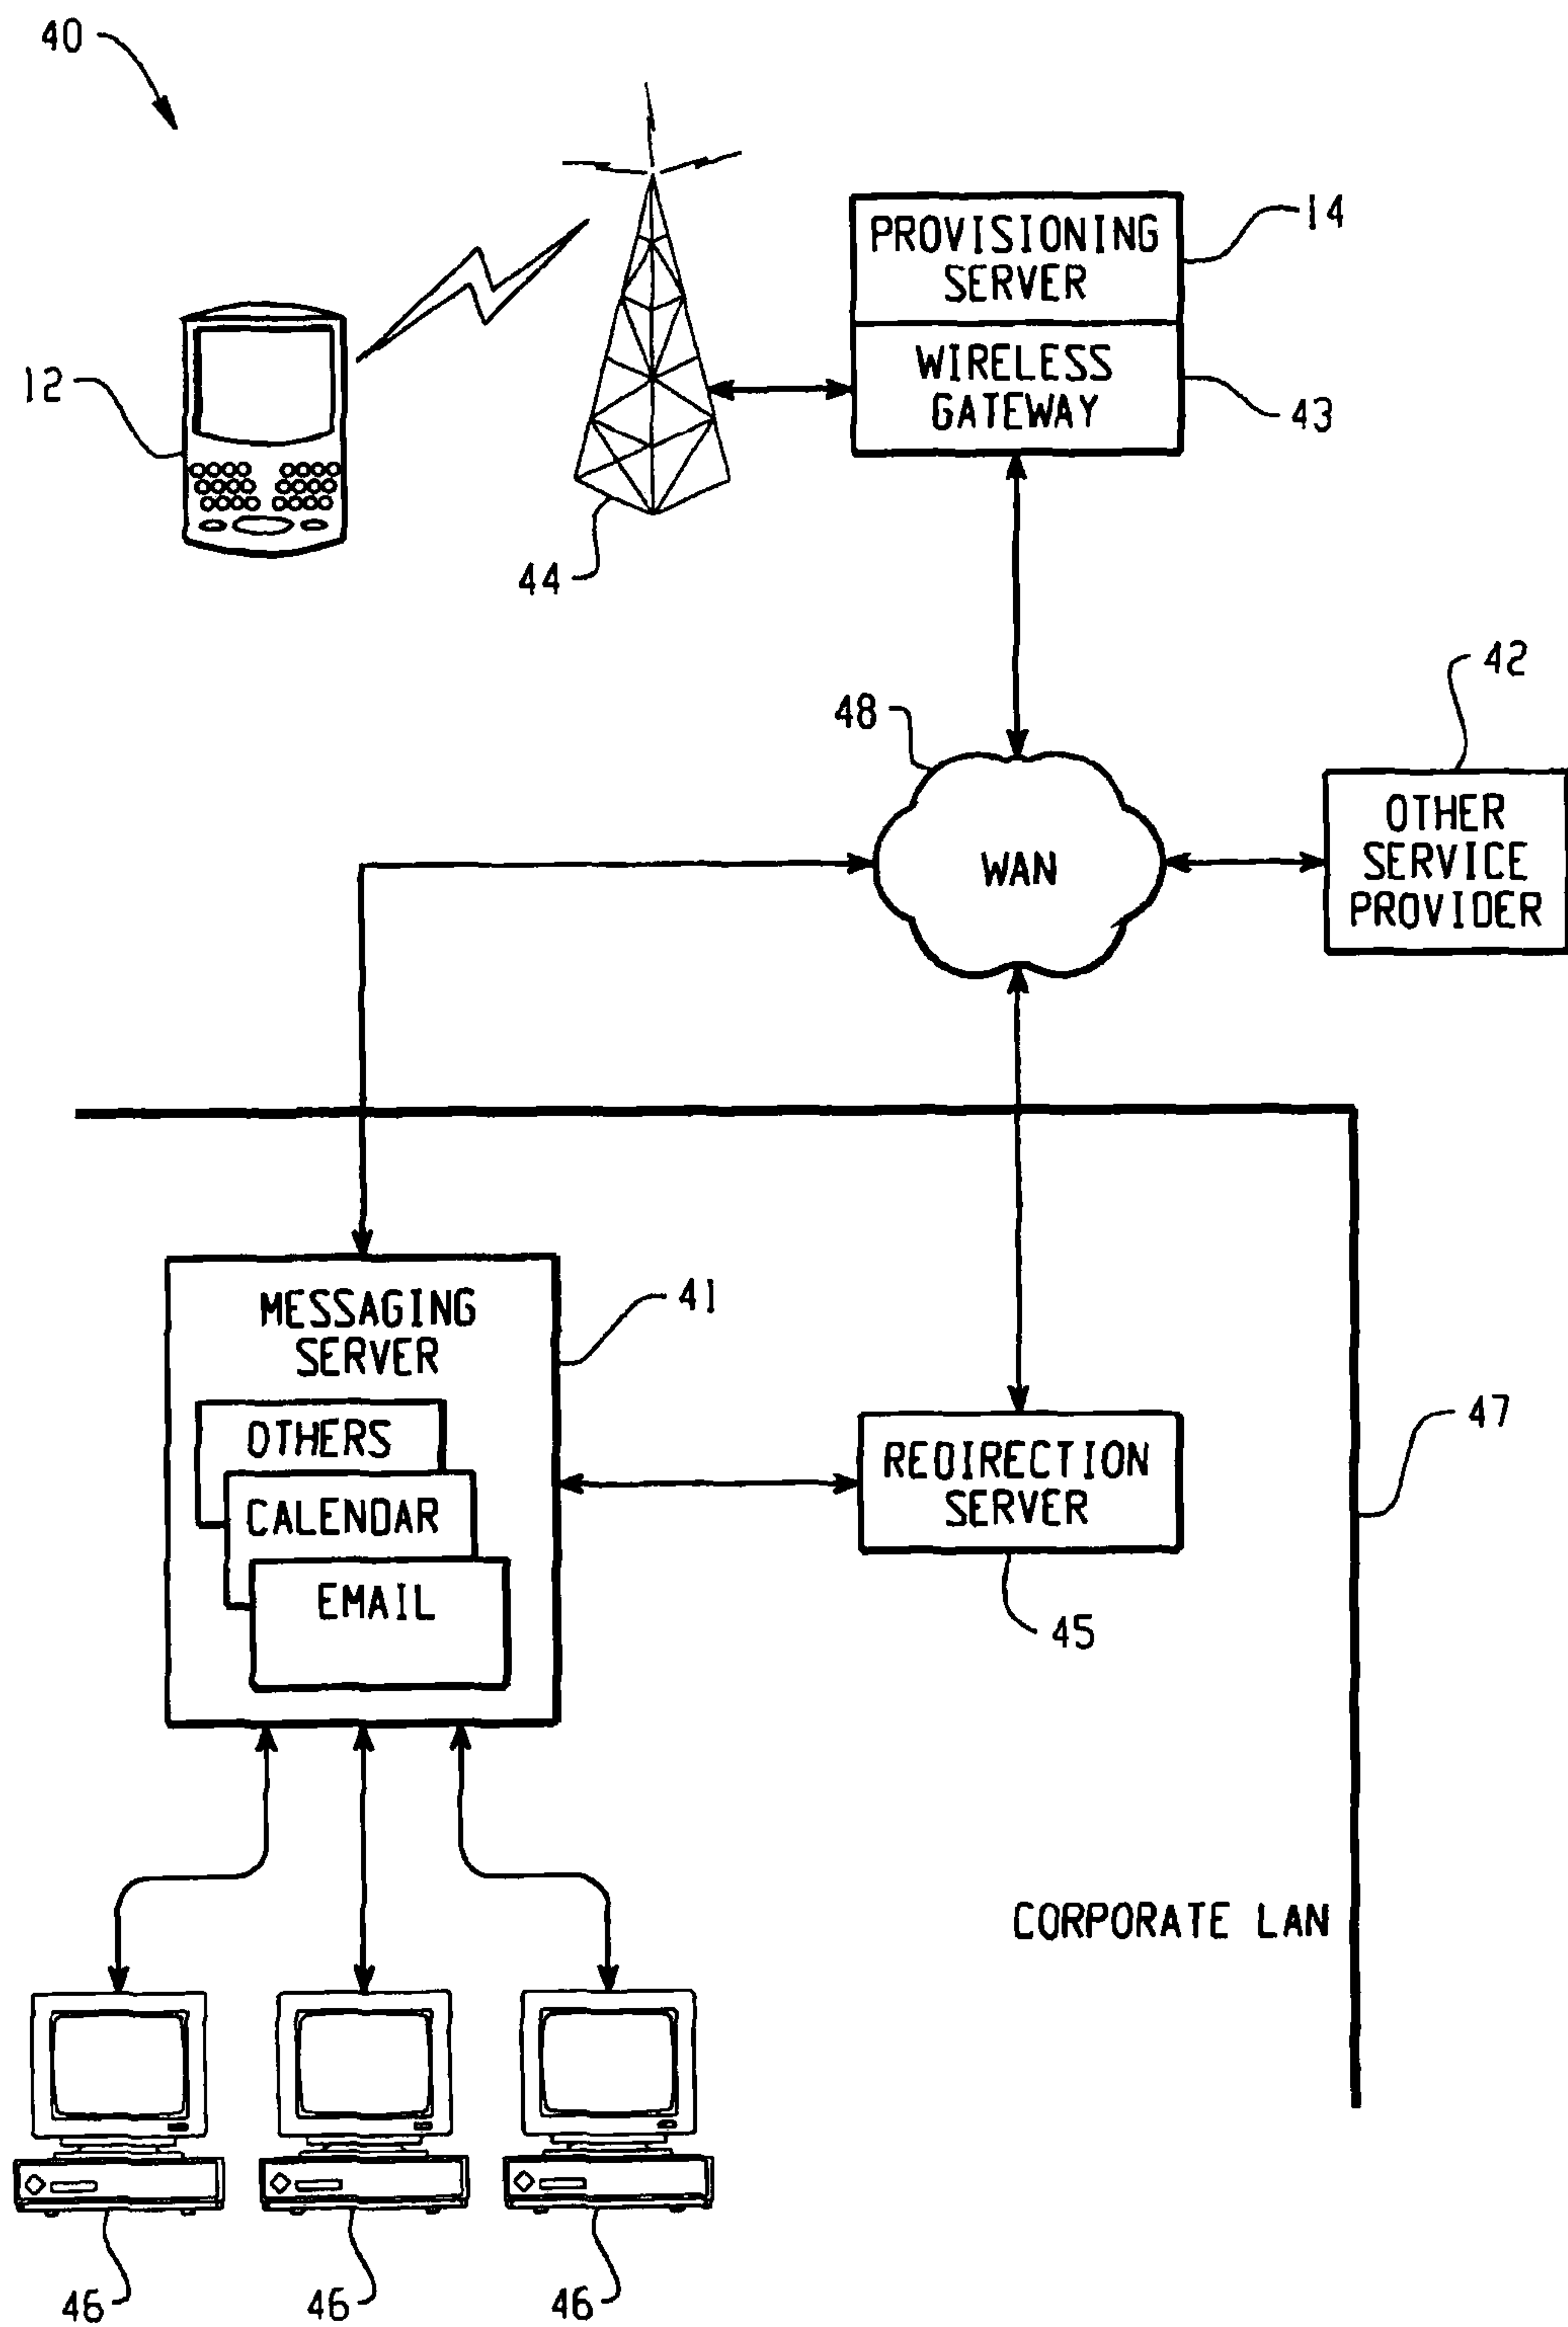 40
PROVISIONING
SERVER
14
WIRELESS
GATEWAY
43
12
44
42
48
OTHER
SERVICE
PROVIDER
WAN
MESSAGING
SERVER
41
OTHERS
CALENDAR
EMAIL
REDIRECTION
SERVER
45
47
CORPORATE LAN
46
46
46